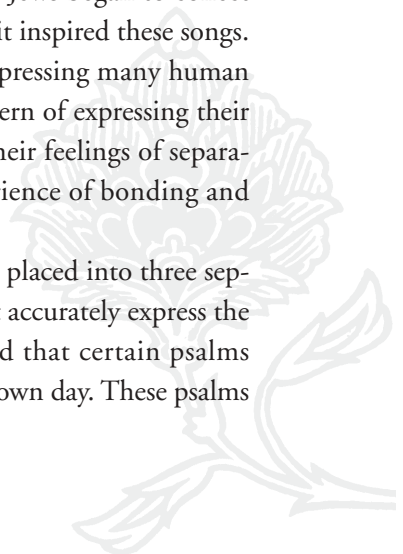 it inspired these songs.
pressing many human
ern of expressing their
heir feelings of separa-
ience of bonding and
placed into three sep-
t accurately express the
d that certain psalms
own day. These psalms